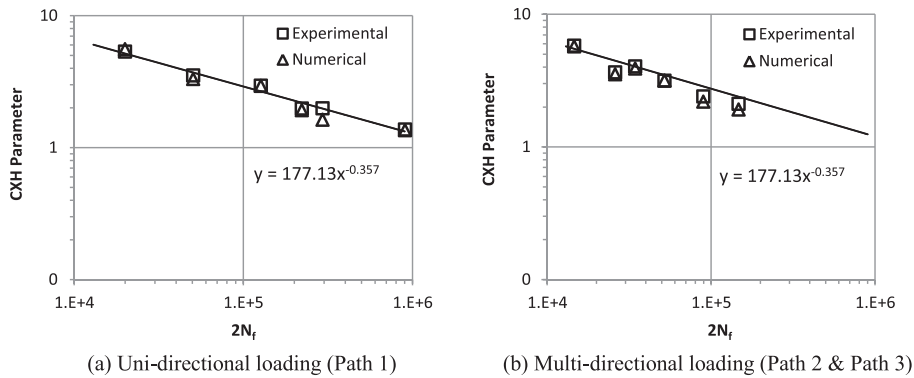 10
1
0
CXH Parameter
Experimental
Numerical
y = 177.13x^-0.357
1.E+4 1.E+5 1.E+6
2Nf
(a) Uni-directional loading (Path 1)
10
1
0
CXH Parameter
Experimental
Numerical
y = 177.13x^-0.357
1.E+4 1.E+5 1.E+6
2Nf
(b) Multi-directional loading (Path 2 & Path 3)